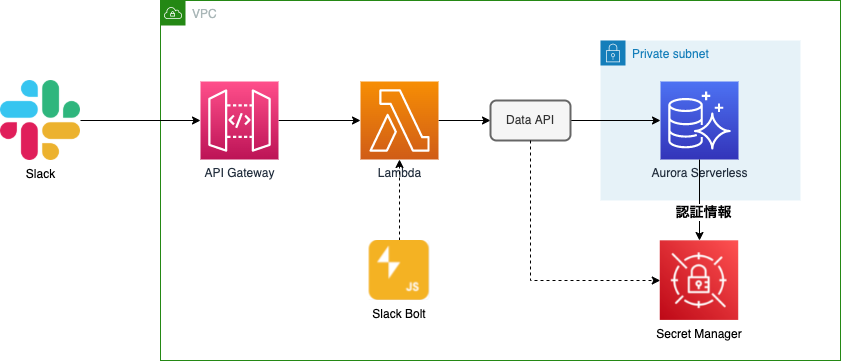 VPC
Private subnet
Data API
Slack
API Gateway
Lambda
Aurora Serverless
認証情報
JS
Slack Bolt
Secret Manager